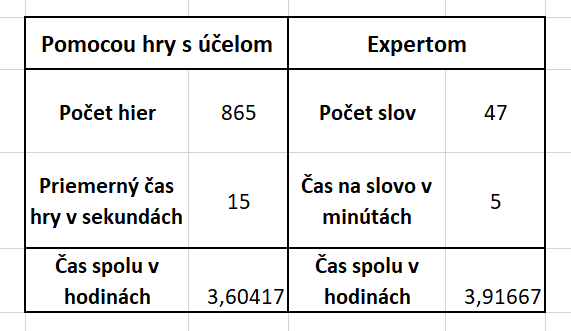 Pomocou hry s účelom Expertom
Počet hier 865 Počet slov 47
Priemerný čas
hry v sekundách 15 Čas na slovo v
minútách 5
Čas spolu v
hodinách 3,60417 Čas spolu v
hodinách 3,91667